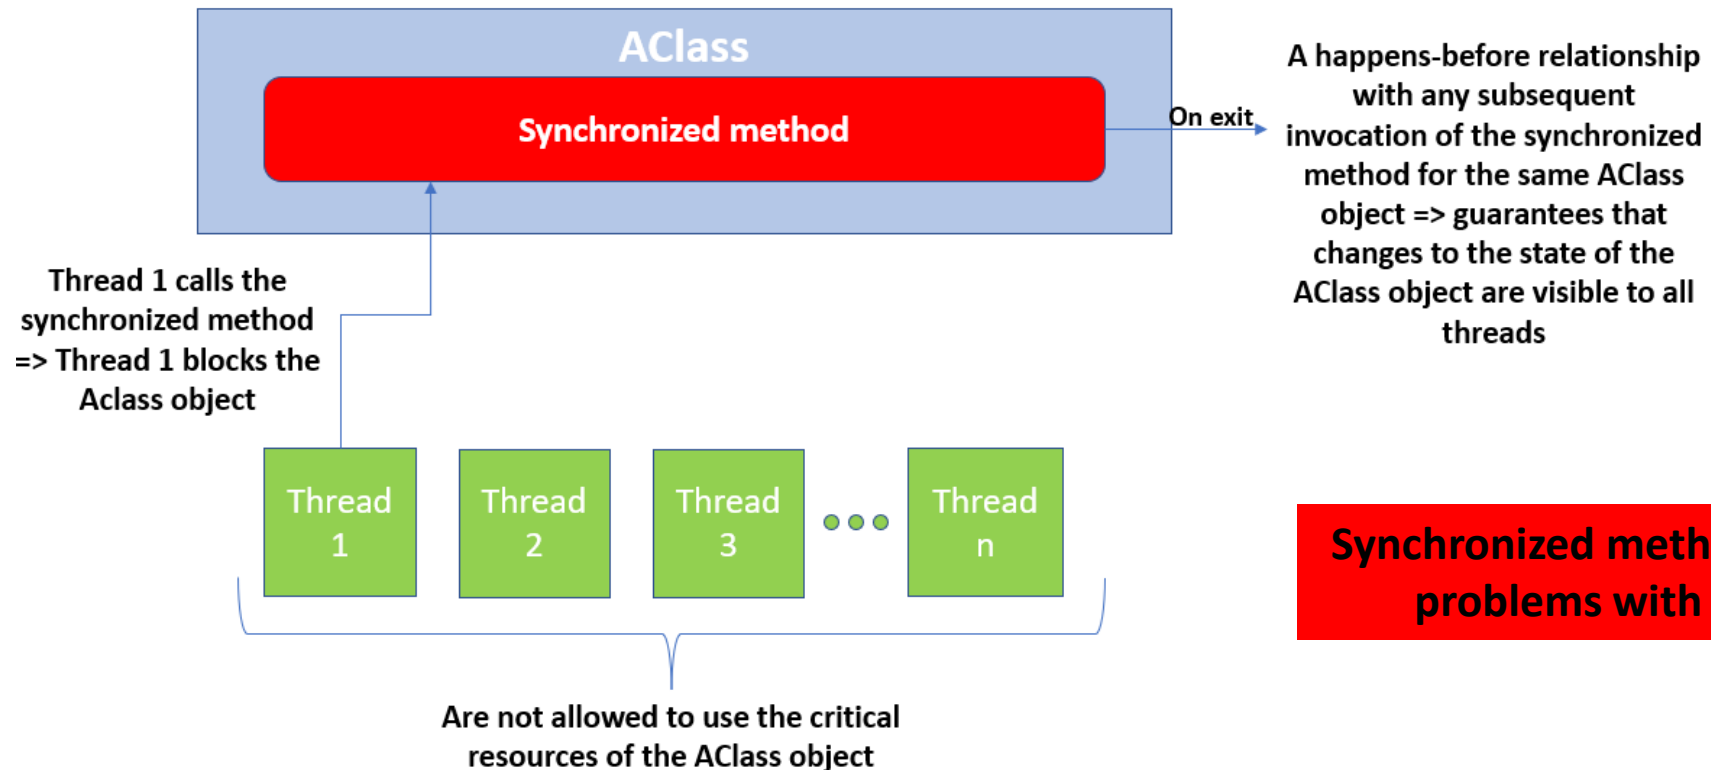 AClass
Synchronized method
On exit
A happens-before relationship
with any subsequent
invocation of the synchronized
method for the same AClass
object => guarantees that
changes to the state of the
AClass object are visible to all
threads
Thread 1 calls the
synchronized method
=> Thread 1 blocks the
Aclass object
Thread
1
Thread
2
Thread
3
Thread
n
Synchronized meth
problems with
Are not allowed to use the critical
resources of the AClass object